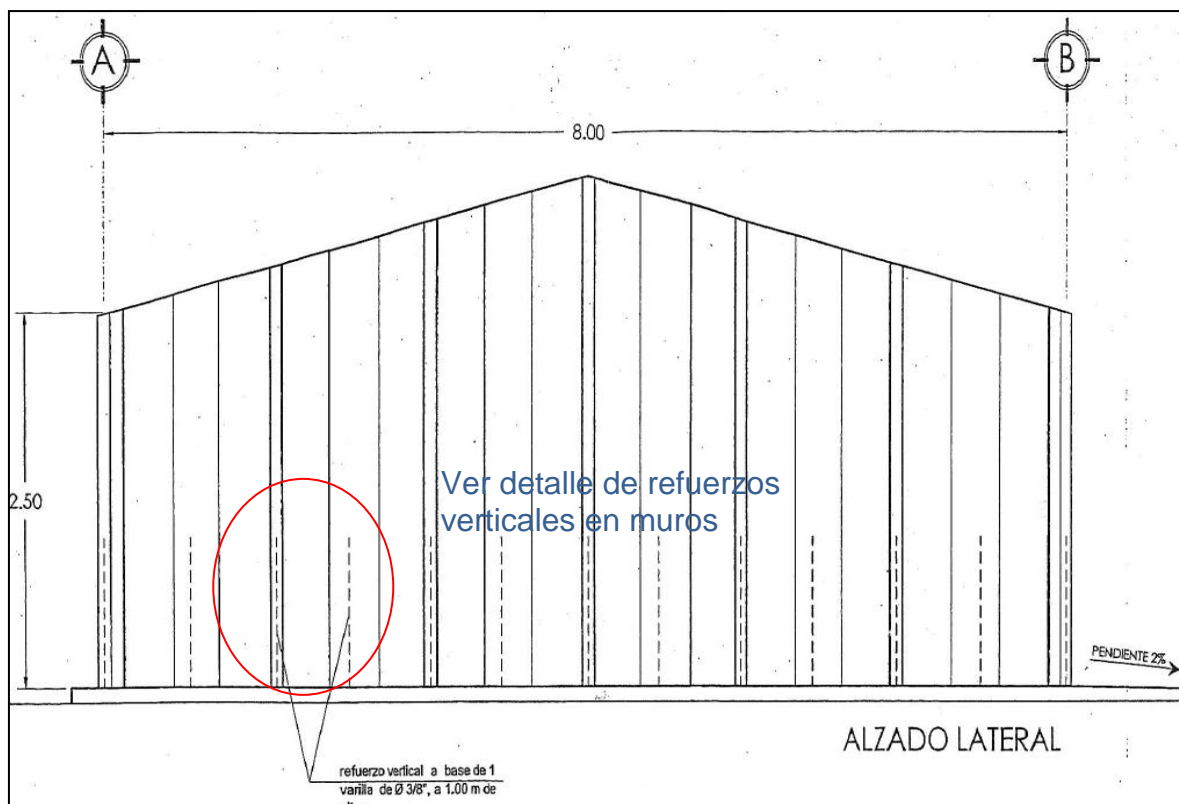 A
B
8.00
Ver detalle de refuerzos
verticales en muros
2.50
PENDIENTE 2%
ALZADO LATERAL
refuerzo vertical a base de 1
varilla de Ø 3/8", a 1.00 m de